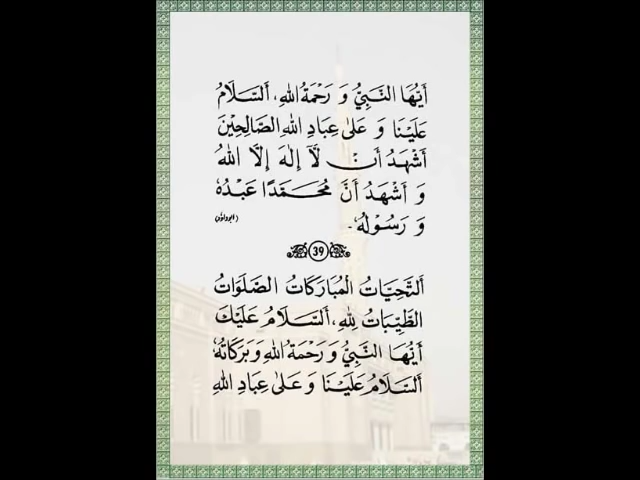 أَيُّهَا النَّبِيُّ وَ رَحْمَةُ اللهِ، اَلسَّلَامُ
عَلَيْنَا وَ عَلٰى عِبَادِ اللهِ الصَّالِحِيْنَ
أَشْهَدُ أَنْ لَّآ إِلٰهَ إِلَّا اللهُ
وَ أَشْهَدُ أَنَّ مُحَمَّدًا عَبْدُهٗ
وَ رَسُوْلُهٗ۔ (ابوداؤد)
39
اَلتَّحِيَّاتُ الْمُبَارَكَاتُ الصَّلَوَاتُ
الطَّيِّبَاتُ لِلّٰهِ، اَلسَّلَامُ عَلَيْكَ
أَيُّهَا النَّبِيُّ وَ رَحْمَةُ اللهِ وَ بَرَكَاتُهٗ
اَلسَّلَامُ عَلَيْنَا وَ عَلٰى عِبَادِ اللهِ